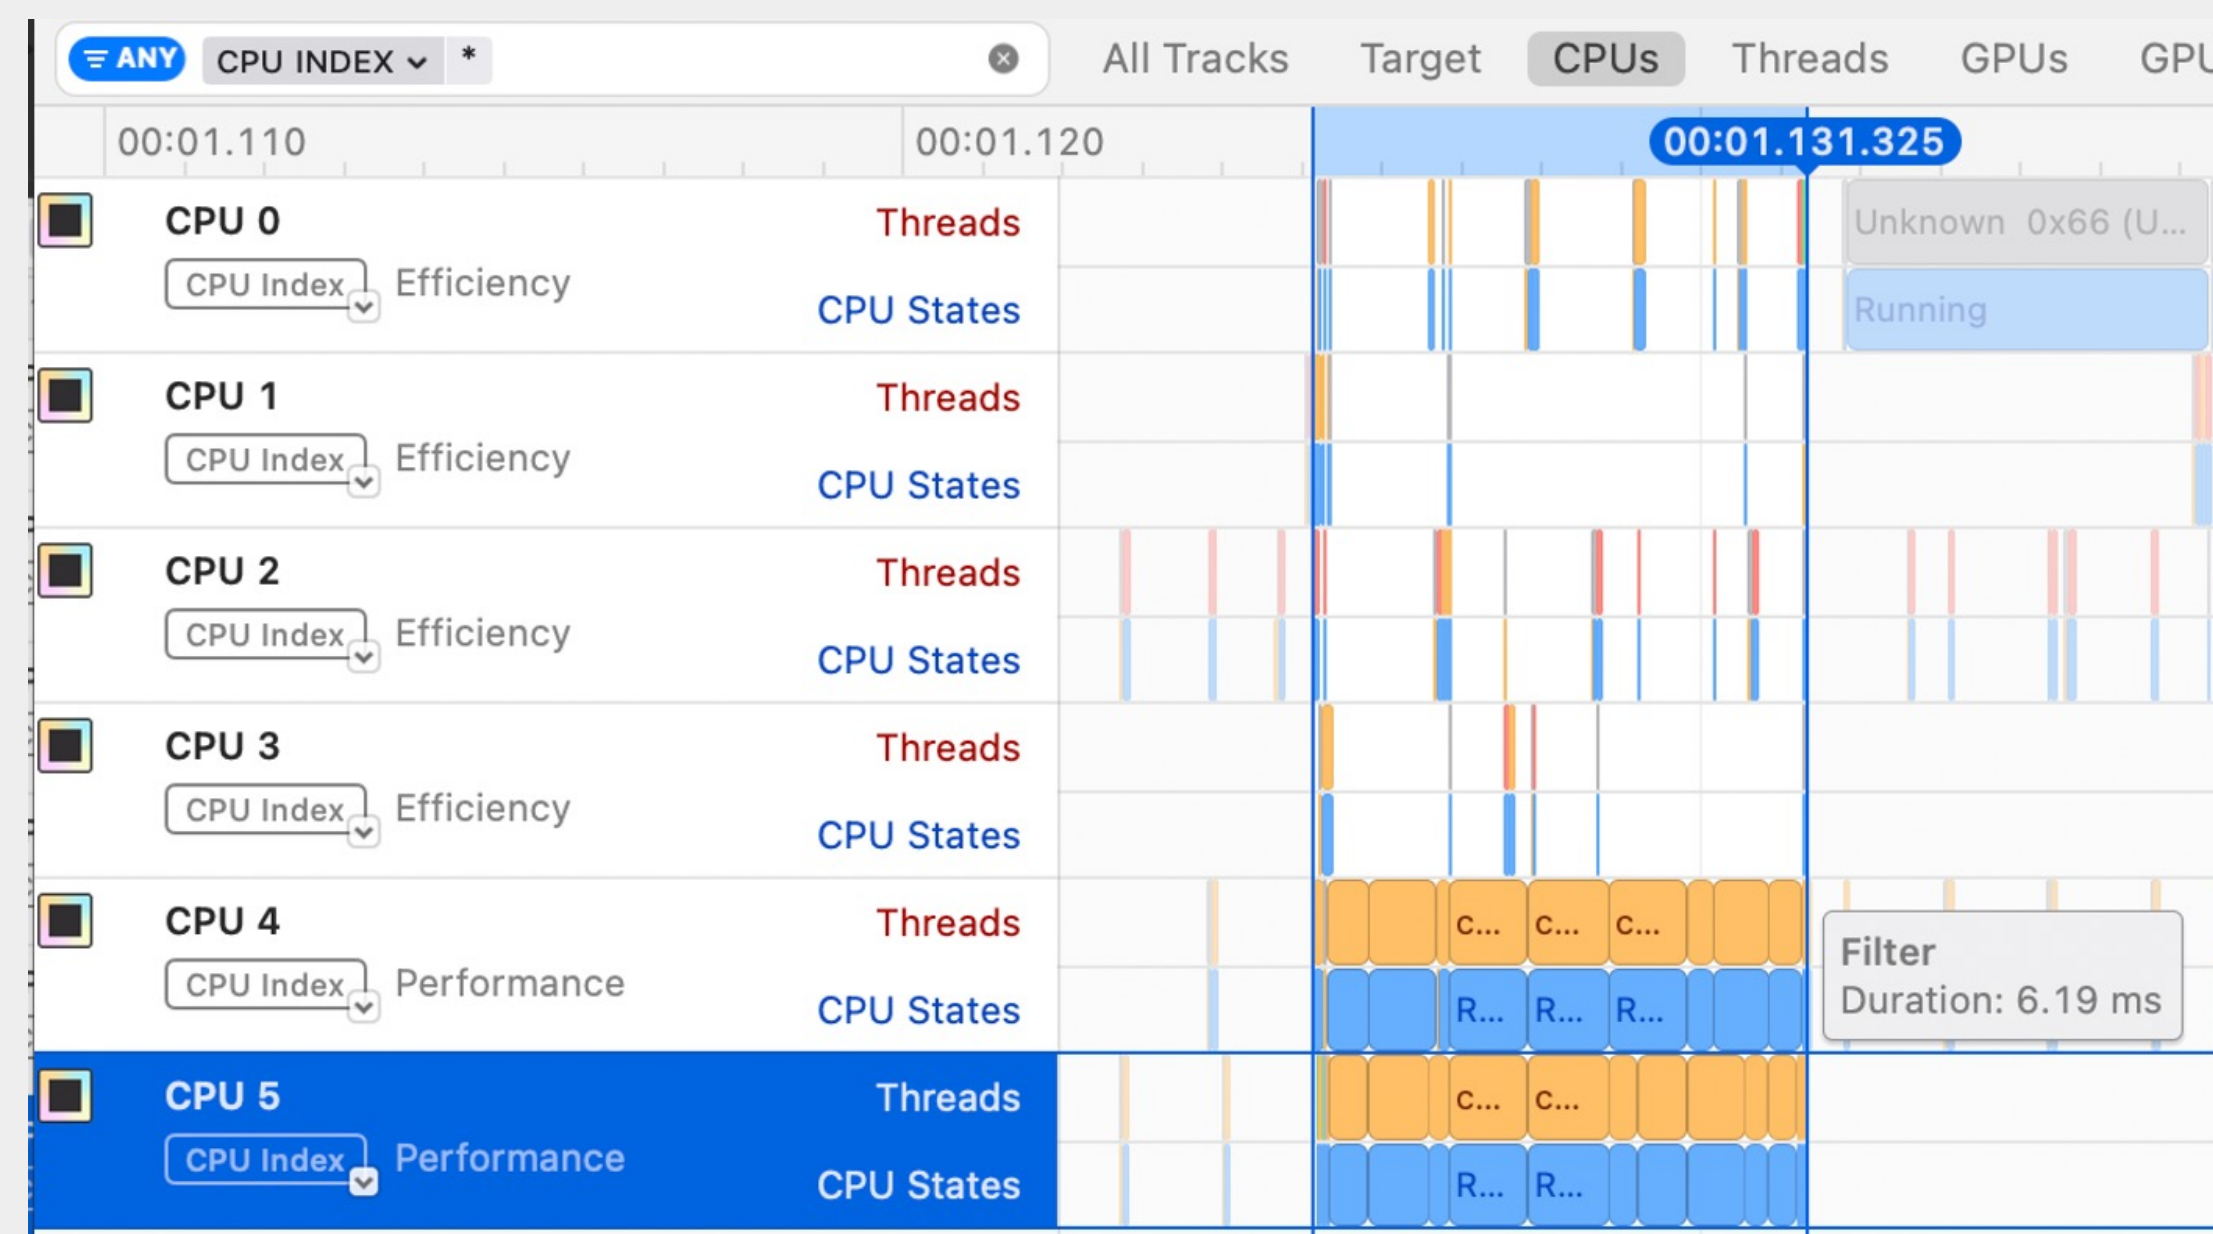 ANY CPU INDEX * All Tracks Target CPUs Threads GPUs GPU
00:01.110 00:01.120 00:01.131.325
CPU 0 Threads Unknown 0x66 (U...
CPU Index Efficiency CPU States Running
CPU 1 Threads
CPU Index Efficiency CPU States
CPU 2 Threads
CPU Index Efficiency CPU States
CPU 3 Threads
CPU Index Efficiency CPU States
CPU 4 Threads c... c... c...
CPU Index Performance CPU States R... R... R...
Filter
Duration: 6.19 ms
CPU 5 Threads c... c...
CPU Index Performance CPU States R... R...